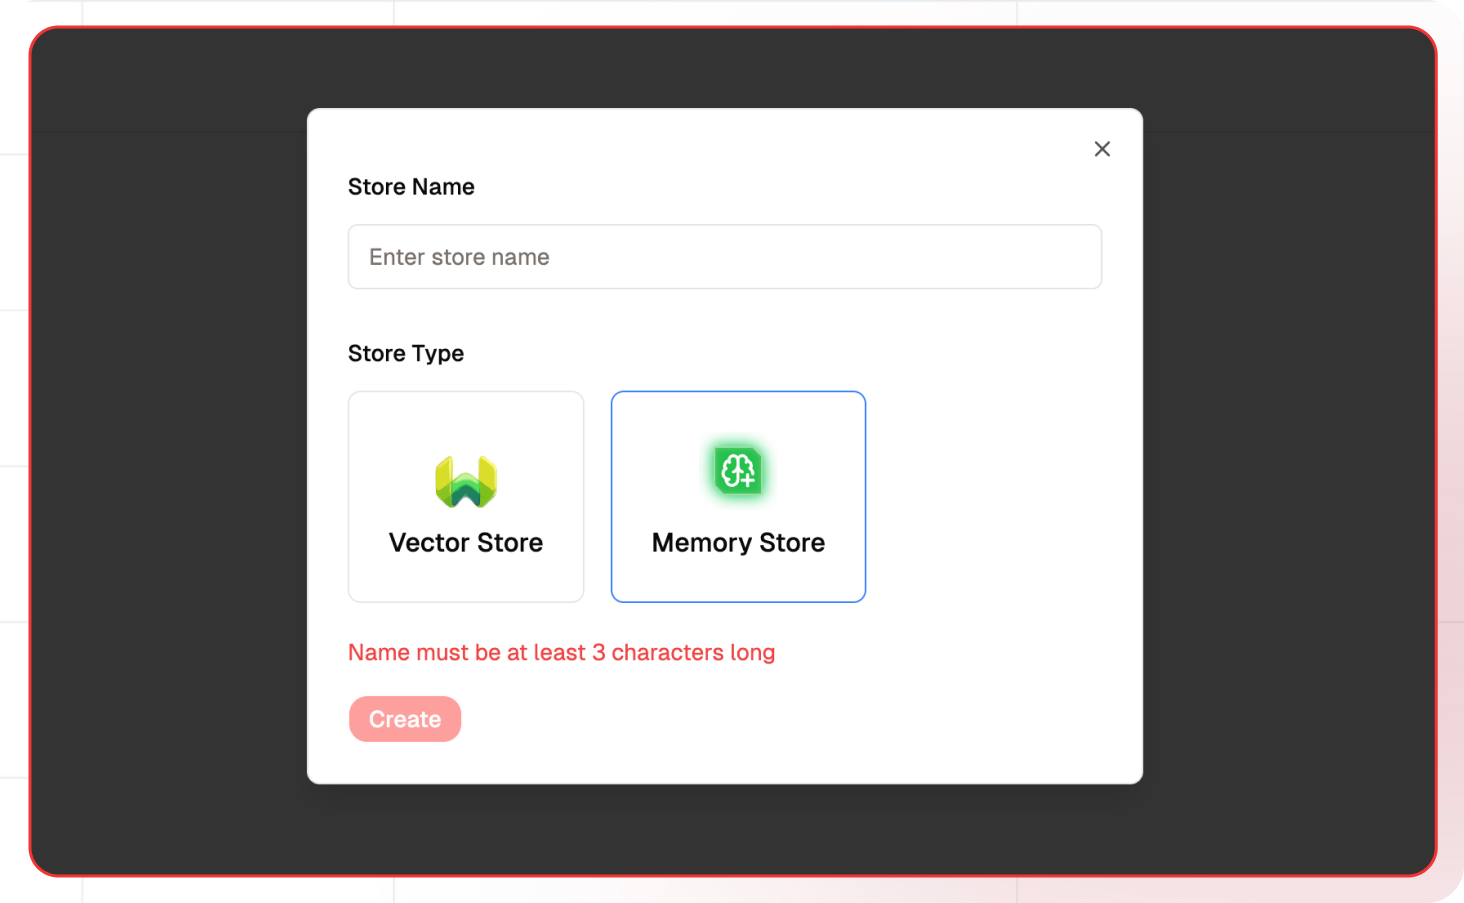 Store Name
Enter store name
Store Type
Vector Store
Memory Store
Name must be at least 3 characters long
Create